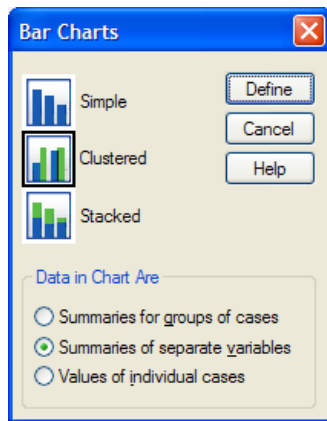 Bar Charts
Simple
Define
Cancel
Clustered
Help
Stacked
Data in Chart Are
Summaries for groups of cases
Summaries of separate variables
Values of individual cases